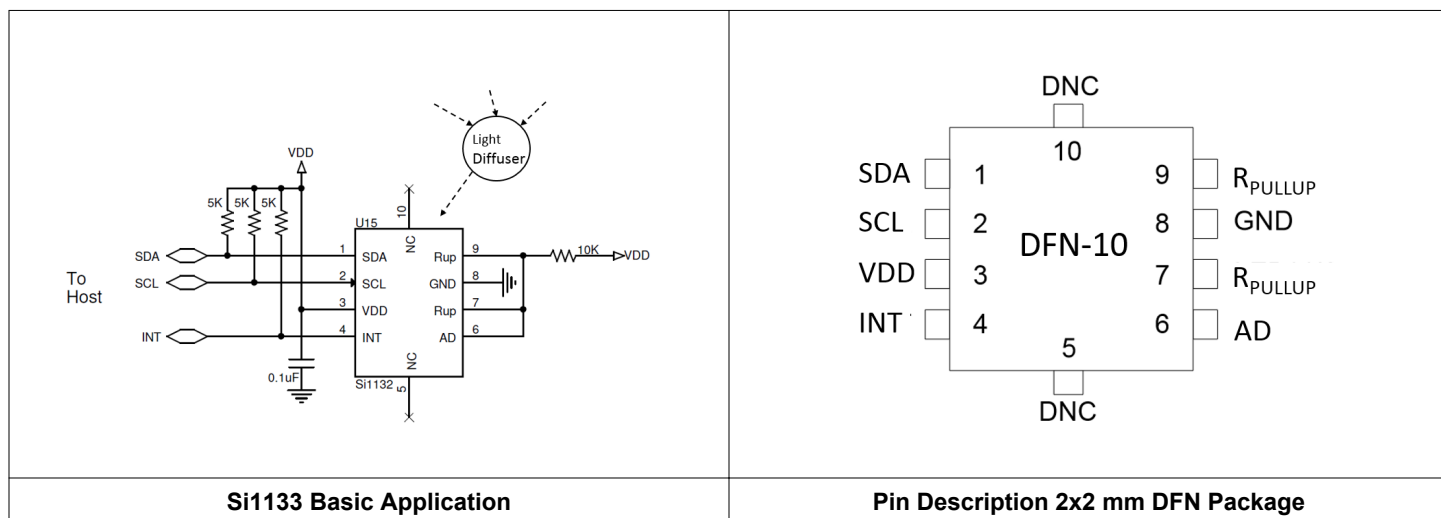 VDD
5K 5K 5K
SDA
SCL
INT
To
Host
0.1uF
Light
Diffuser
U15
10
NC
1 SDA
2 SCL
3 VDD
4 INT
Rup 9
GND 8
Rup 7
AD 6
NC
5
Si1132
10K
VDD
Si1133 Basic Application
DNC
10
SDA 1
SCL 2
VDD 3
INT 4
DFN-10
9 RPULLUP
8 GND
7 RPULLUP
6 AD
5
DNC
Pin Description 2x2 mm DFN Package